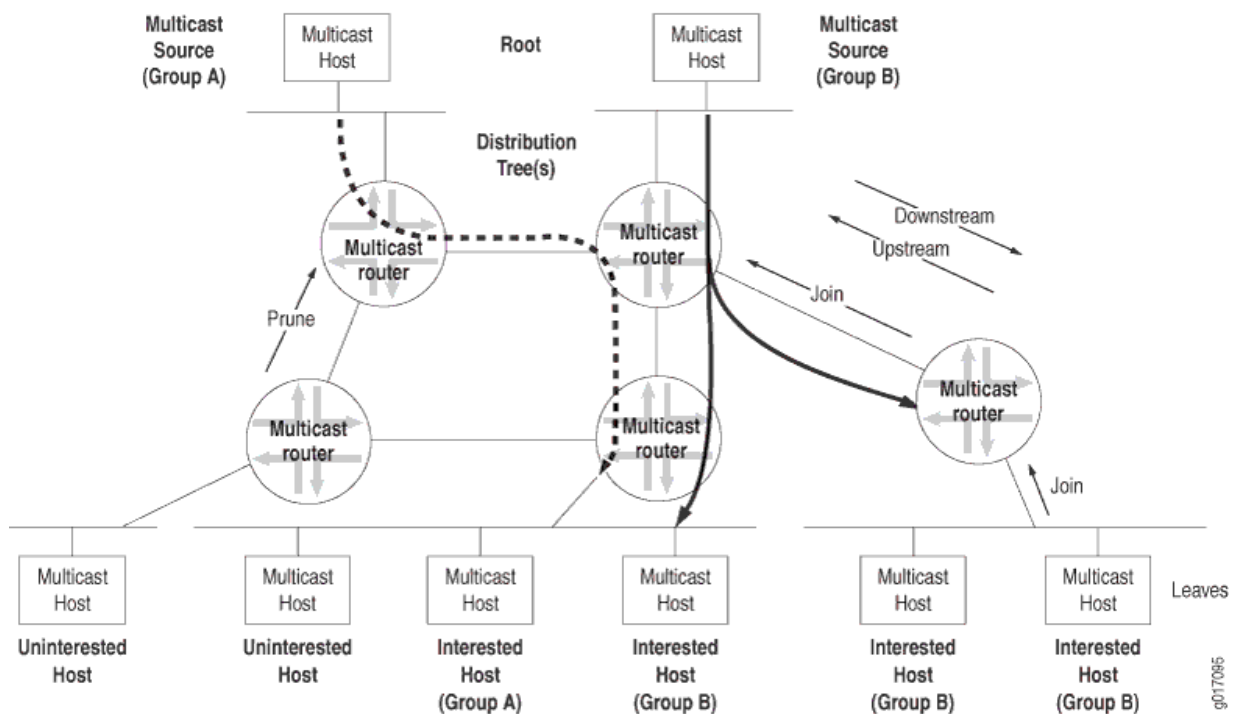 Multicast
Source
(Group A)
Multicast
Host
Root
Multicast
Host
Multicast
Source
(Group B)
Distribution
Tree(s)
Multicast
router
Multicast
router
Downstream
Upstream
Join
Prune
Multicast
router
Multicast
router
Multicast
router
Join
Multicast
Host
Uninterested
Host
Multicast
Host
Uninterested
Host
Multicast
Host
Interested
Host
(Group A)
Multicast
Host
Interested
Host
(Group B)
Multicast
Host
Interested
Host
(Group B)
Multicast
Host
Interested
Host
(Group B)
Leaves
g017095